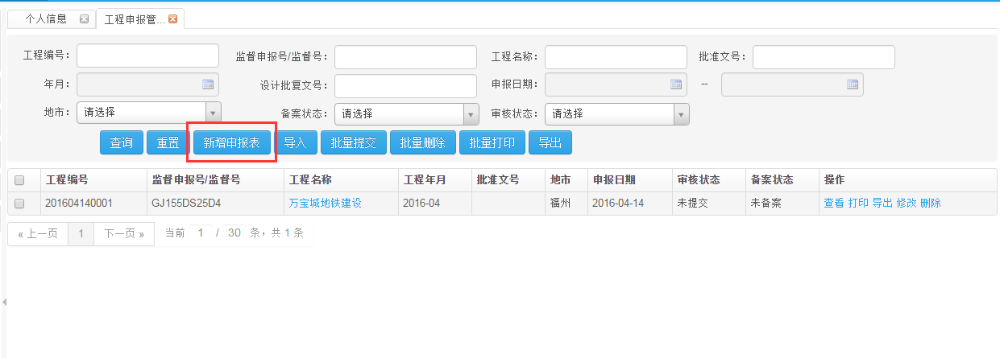 个人信息 工程申报管...
工程编号： 监督申报号/监督号： 工程名称： 批准文号：
年月： 设计批复文号： 申报日期： --
地市： 请选择 备案状态： 请选择 审核状态： 请选择
查询 重置 新增申报表 导入 批量提交 批量删除 批量打印 导出
工程编号 监督申报号/监督号 工程名称 工程年月 批准文号 地市 申报日期 审核状态 备案状态 操作
201604140001 GJ155DS25D4 万宝城地铁建设 2016-04 福州 2016-04-14 未提交 未备案 查看 打印 导出 修改 删除
« 上一页 1 下一页 » 当前 1 / 30 条，共 1 条